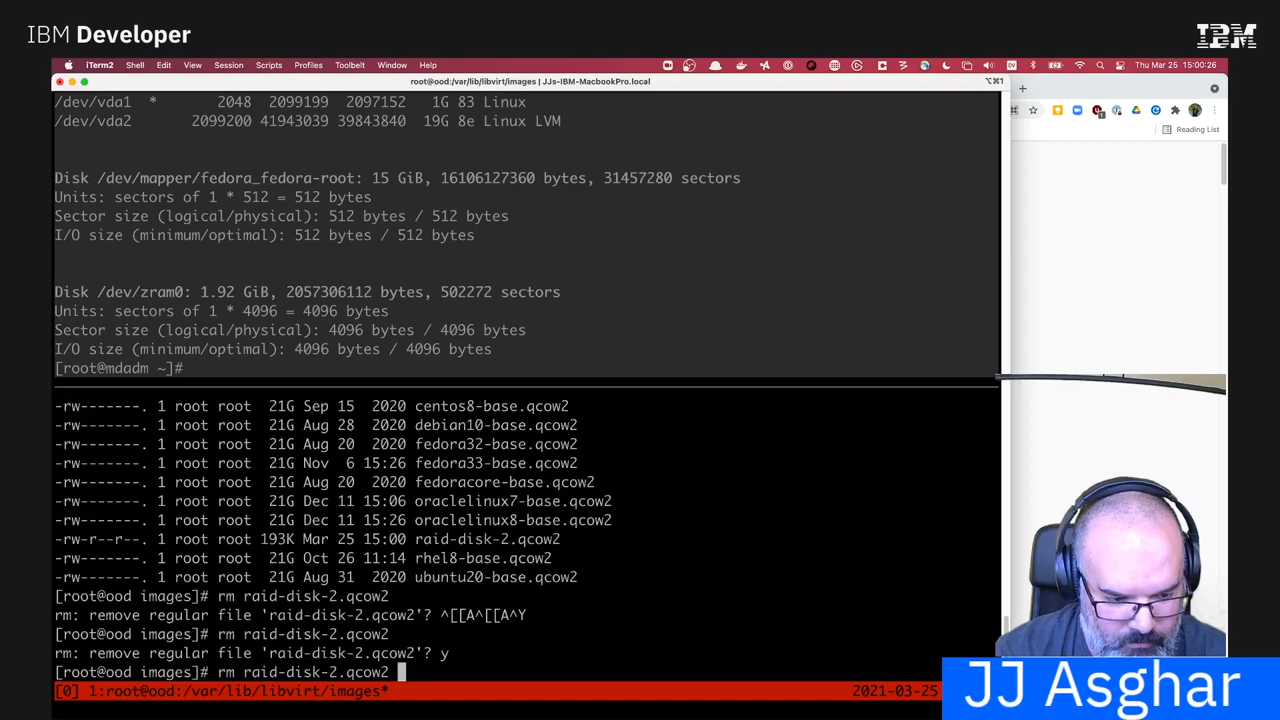 IBM Developer
IBM
iTerm2 Shell Edit View Session Scripts Profiles Toolbelt Window Help Thu Mar 25 15:00:26
root@ood:/var/lib/libvirt/images | JJs-IBM-MacbookPro.local ⌥⌘1
Reading List
/dev/vda1 * 2048 2099199 2097152 1G 83 Linux
/dev/vda2 2099200 41943039 39843840 19G 8e Linux LVM
Disk /dev/mapper/fedora_fedora-root: 15 GiB, 16106127360 bytes, 31457280 sectors
Units: sectors of 1 * 512 = 512 bytes
Sector size (logical/physical): 512 bytes / 512 bytes
I/O size (minimum/optimal): 512 bytes / 512 bytes
Disk /dev/zram0: 1.92 GiB, 2057306112 bytes, 502272 sectors
Units: sectors of 1 * 4096 = 4096 bytes
Sector size (logical/physical): 4096 bytes / 4096 bytes
I/O size (minimum/optimal): 4096 bytes / 4096 bytes
[root@mdadm ~]#
-rw-------. 1 root root 21G Sep 15 2020 centos8-base.qcow2
-rw-------. 1 root root 21G Aug 28 2020 debian10-base.qcow2
-rw-------. 1 root root 21G Aug 20 2020 fedora32-base.qcow2
-rw-------. 1 root root 21G Nov 6 15:26 fedora33-base.qcow2
-rw-------. 1 root root 21G Aug 20 2020 fedoracore-base.qcow2
-rw-------. 1 root root 21G Dec 11 15:06 oraclelinux7-base.qcow2
-rw-------. 1 root root 21G Dec 11 15:26 oraclelinux8-base.qcow2
-rw-r--r--. 1 root root 193K Mar 25 15:00 raid-disk-2.qcow2
-rw-------. 1 root root 21G Oct 26 11:14 rhel8-base.qcow2
-rw-------. 1 root root 21G Aug 31 2020 ubuntu20-base.qcow2
[root@ood images]# rm raid-disk-2.qcow2
rm: remove regular file 'raid-disk-2.qcow2'? ^[[A^[[A^Y
[root@ood images]# rm raid-disk-2.qcow2
rm: remove regular file 'raid-disk-2.qcow2'? y
[root@ood images]# rm raid-disk-2.qcow2
[0] 1:root@ood:/var/lib/libvirt/images* 2021-03-25
JJ Asghar